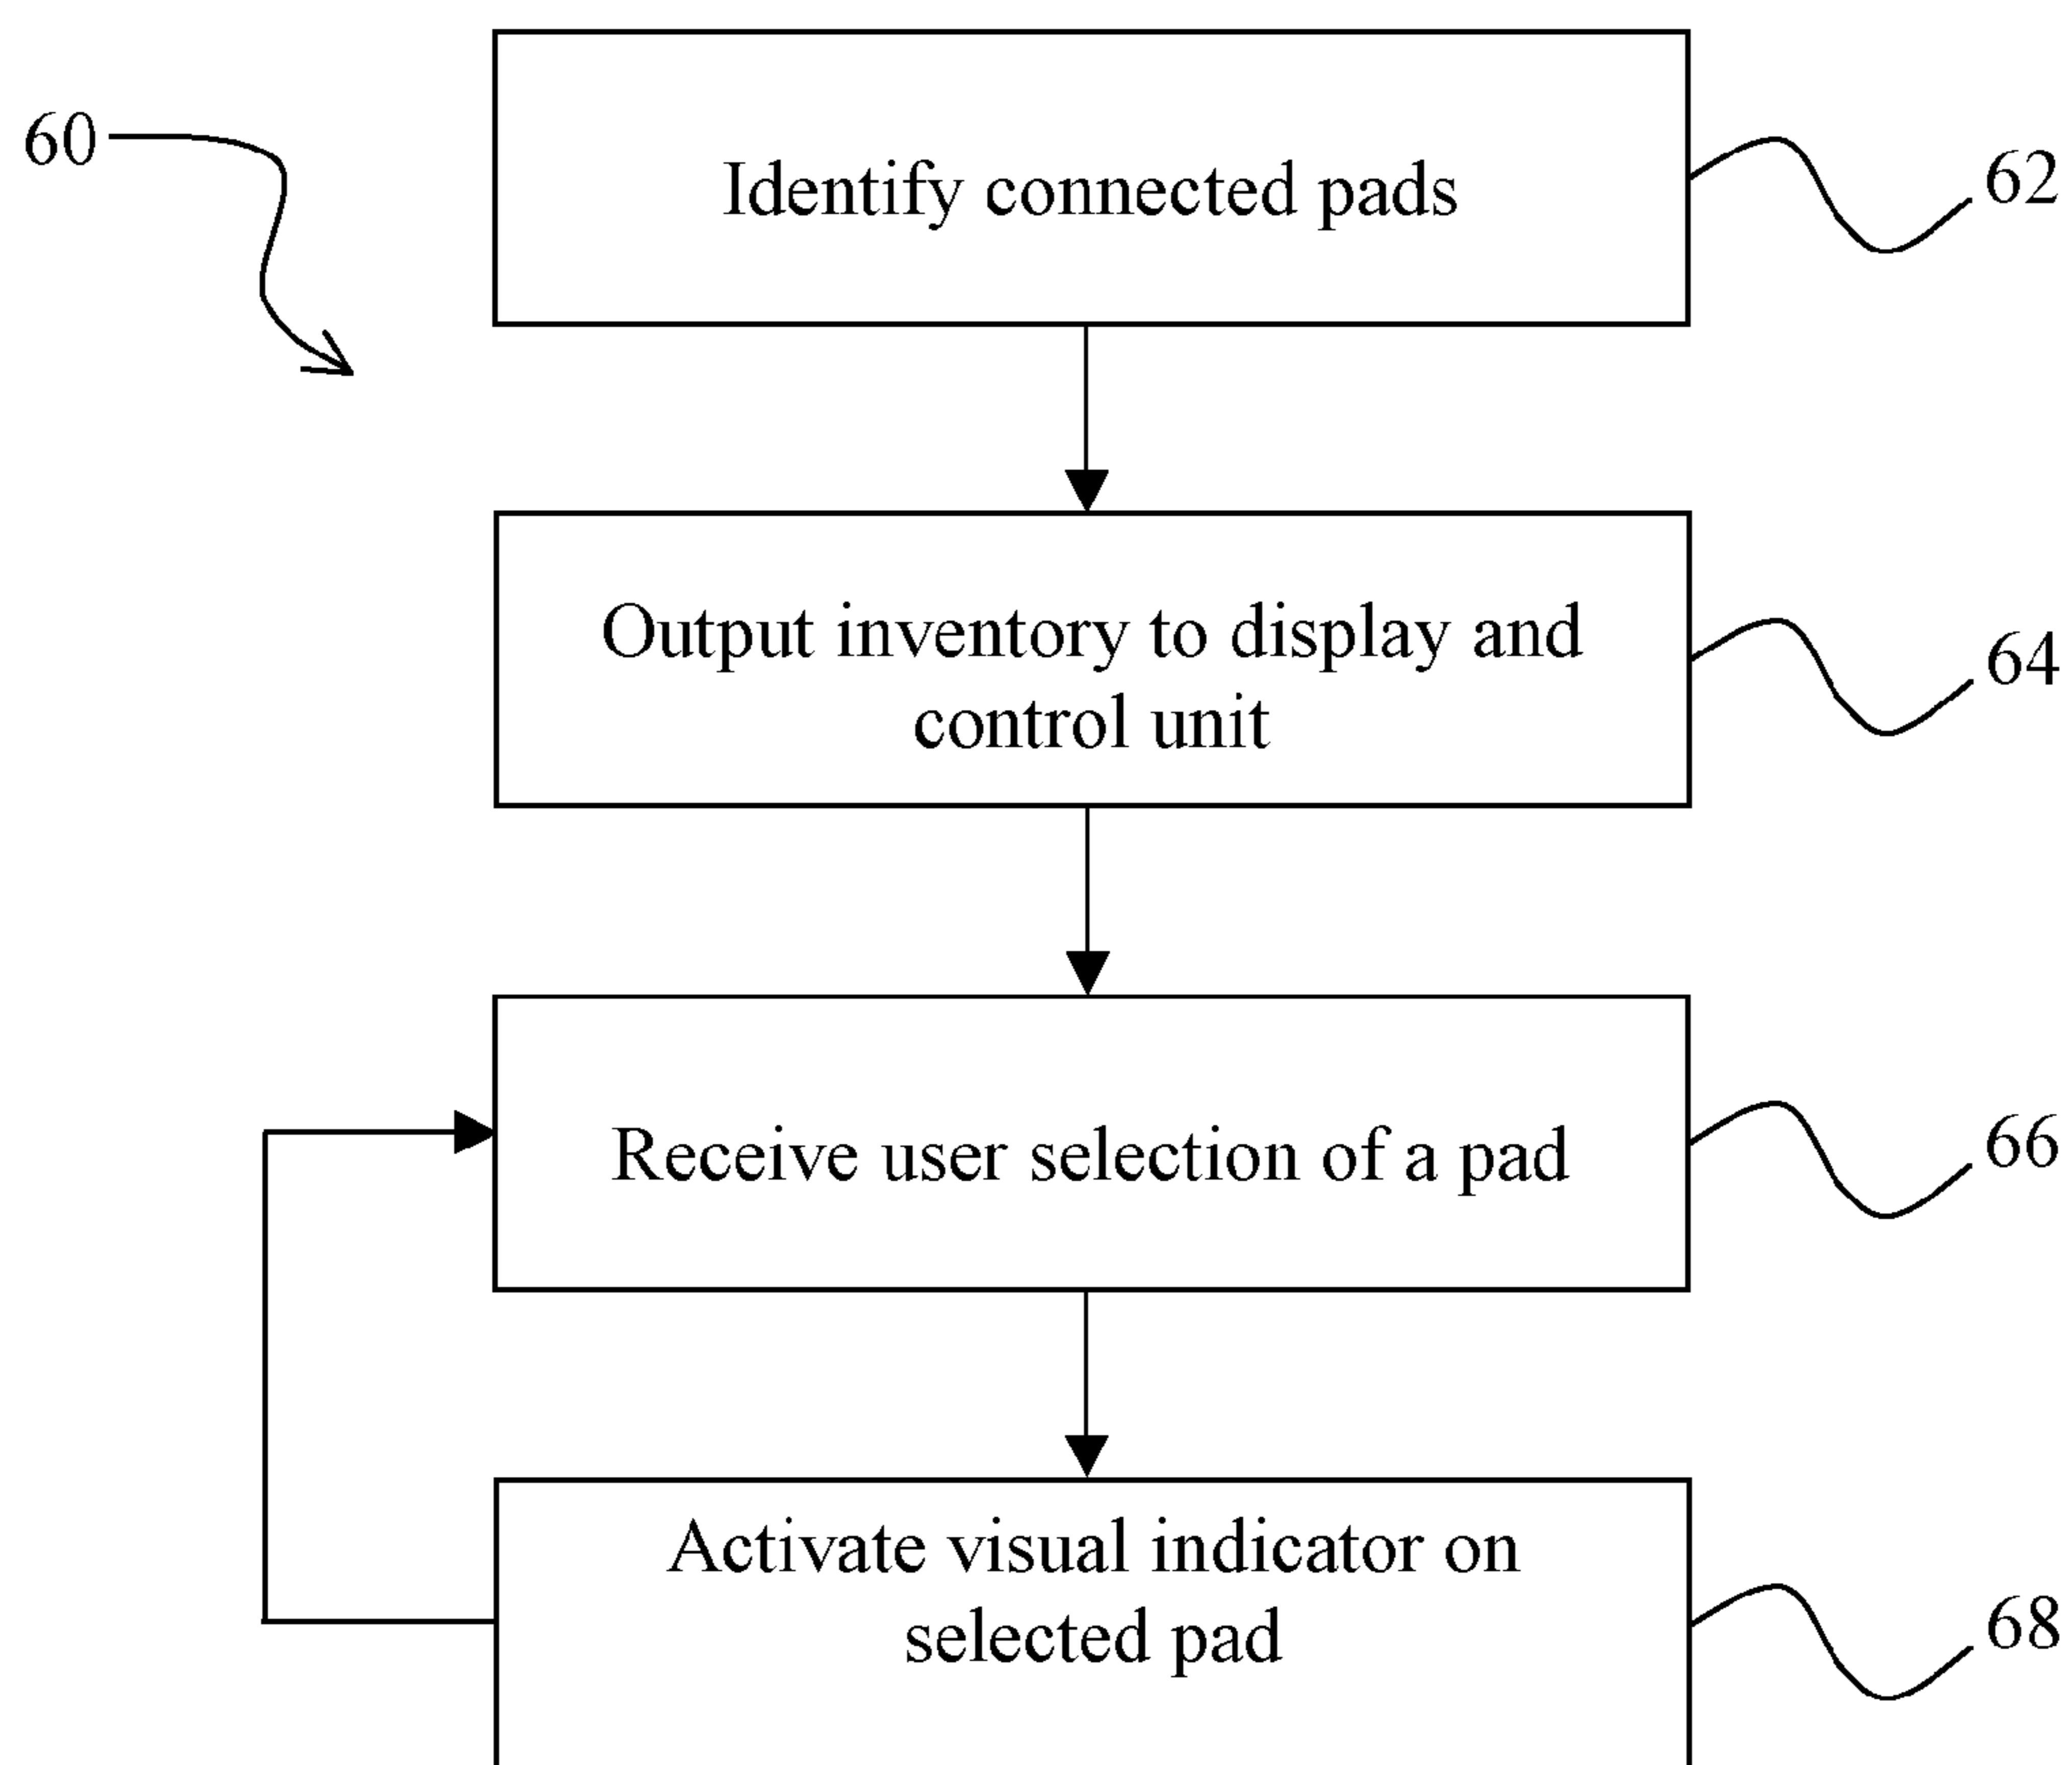 60
Identify connected pads
62
Output inventory to display and
control unit
64
Receive user selection of a pad
66
Activate visual indicator on
selected pad
68